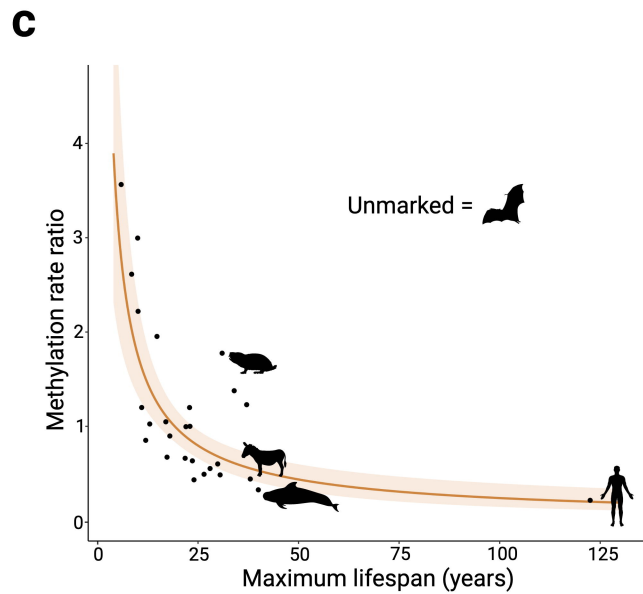 c
Unmarked =
Methylation rate ratio
4
3
2
1
0
0 25 50 75 100 125
Maximum lifespan (years)